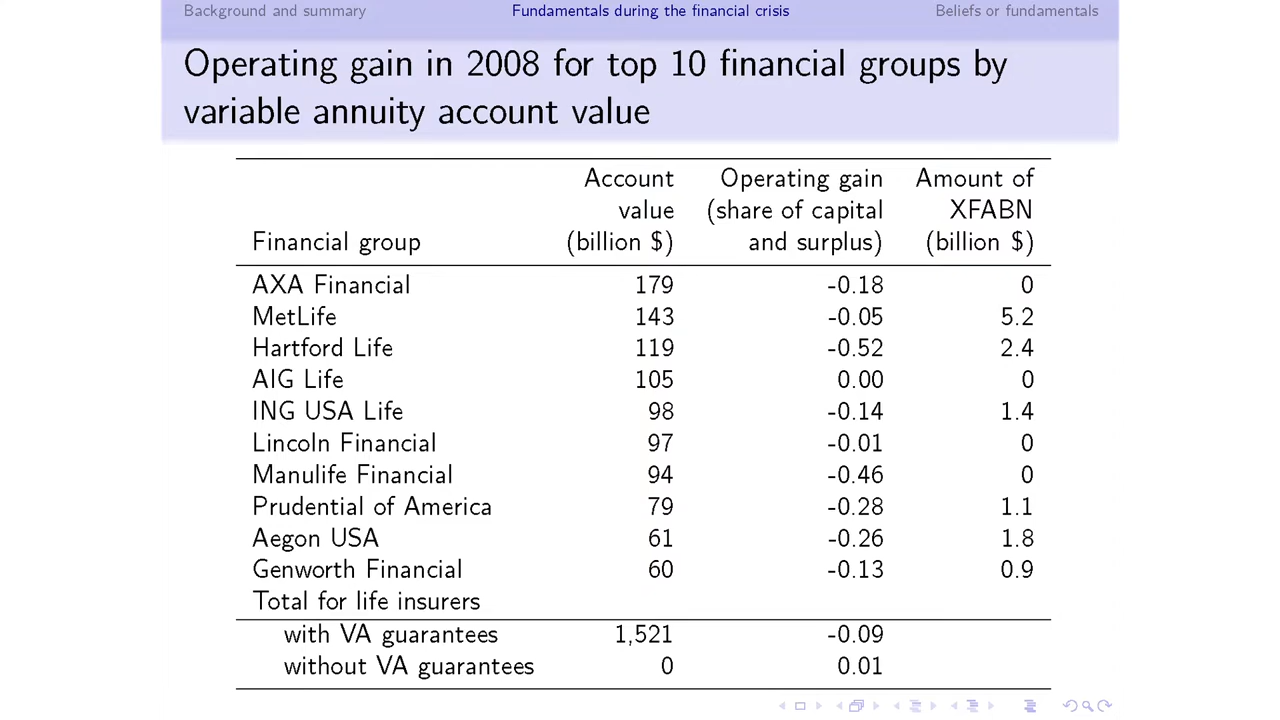 Background and summary Fundamentals during the financial crisis Beliefs or fundamentals
Operating gain in 2008 for top 10 financial groups by
variable annuity account value
Account Operating gain Amount of
value (share of capital XFABN
Financial group (billion $) and surplus) (billion $)
AXA Financial 179 -0.18 0
MetLife 143 -0.05 5.2
Hartford Life 119 -0.52 2.4
AIG Life 105 0.00 0
ING USA Life 98 -0.14 1.4
Lincoln Financial 97 -0.01 0
Manulife Financial 94 -0.46 0
Prudential of America 79 -0.28 1.1
Aegon USA 61 -0.26 1.8
Genworth Financial 60 -0.13 0.9
Total for life insurers
with VA guarantees 1,521 -0.09
without VA guarantees 0 0.01